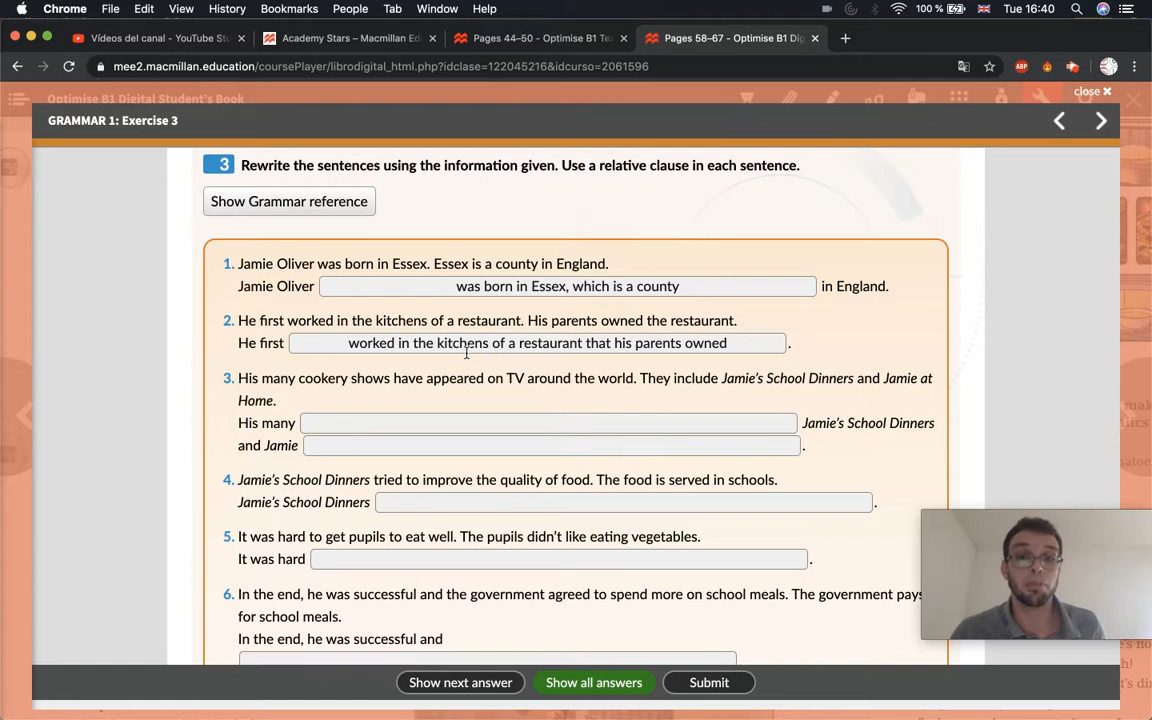 Chrome File Edit View History Bookmarks People Tab Window Help 100 % Tue 16:40
Vídeos del canal - YouTube Stu
Academy Stars – Macmillan Ed
Pages 44–50 - Optimise B1 Te
Pages 58–67 - Optimise B1 Dig
mee2.macmillan.education/coursePlayer/librodigital_html.php?idclase=122045216&idcurso=2061596
ABP
close
Optimise B1 Digital Student's Book
GRAMMAR 1: Exercise 3
3 Rewrite the sentences using the information given. Use a relative clause in each sentence.
Show Grammar reference
1. Jamie Oliver was born in Essex. Essex is a county in England.
Jamie Oliver was born in Essex, which is a county in England.
2. He first worked in the kitchens of a restaurant. His parents owned the restaurant.
He first worked in the kitchens of a restaurant that his parents owned .
3. His many cookery shows have appeared on TV around the world. They include Jamie's School Dinners and Jamie at
Home.
His many Jamie's School Dinners
and Jamie .
4. Jamie's School Dinners tried to improve the quality of food. The food is served in schools.
Jamie's School Dinners .
5. It was hard to get pupils to eat well. The pupils didn't like eating vegetables.
It was hard .
6. In the end, he was successful and the government agreed to spend more on school meals. The government pays
for school meals.
In the end, he was successful and
Show next answer Show all answers Submit